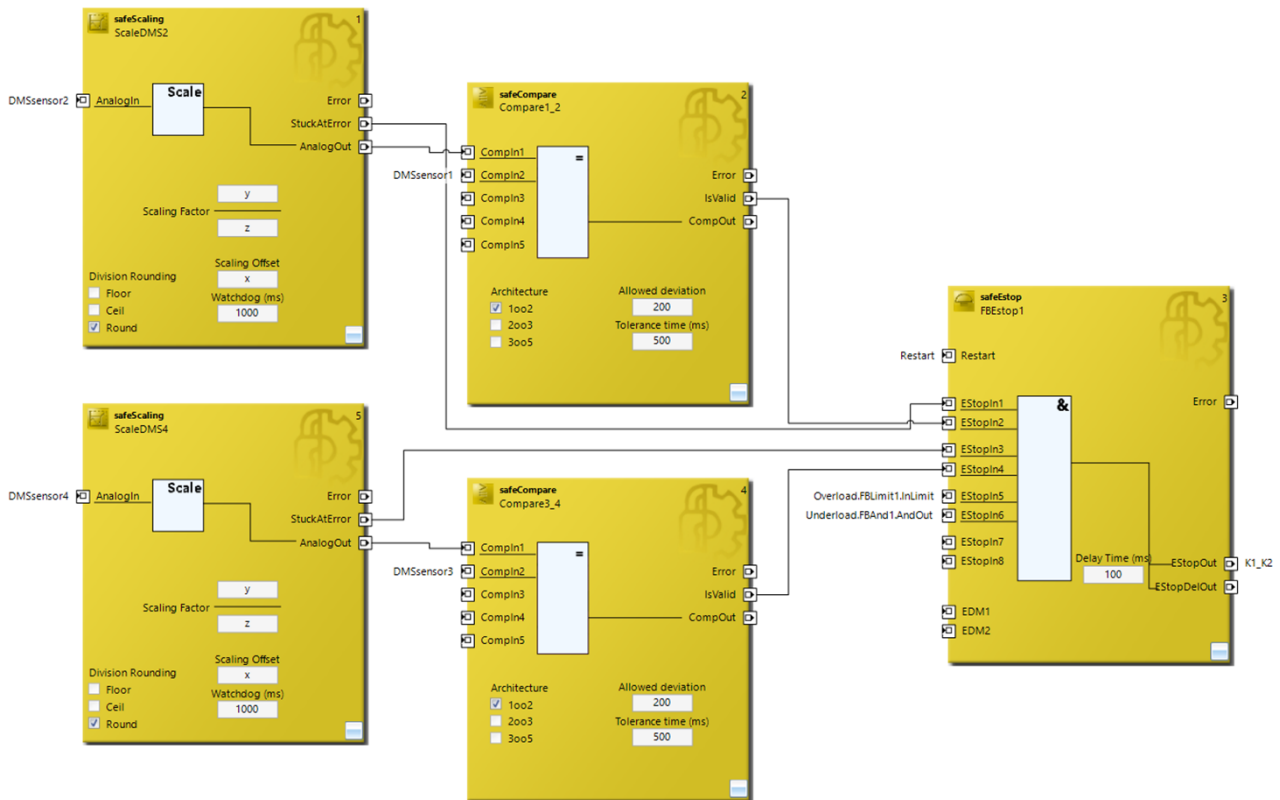 safeScaling 1
ScaleDMS2
DMSsensor2 AnalogIn Scale
Error
StuckAtError
AnalogOut
y
Scaling Factor
z
Scaling Offset
Division Rounding x
Floor Watchdog (ms)
Ceil 1000
Round
safeCompare 2
Compare1_2
CompIn1 =
DMSsensor1 CompIn2 Error
CompIn3 IsValid
CompIn4 CompOut
CompIn5
Architecture Allowed deviation
1oo2 200
2oo3 Tolerance time (ms)
3oo5 500
safeEstop 3
FBEstop1
Restart Restart
EStopIn1 & Error
EStopIn2
EStopIn3
EStopIn4
Overload.FBLimit1.InLimit EStopIn5
Underload.FBAnd1.AndOut EStopIn6
EStopIn7
EStopIn8 Delay Time (ms) EStopOut K1_K2
100 EStopDelOut
EDM1
EDM2
safeScaling 5
ScaleDMS4
DMSsensor4 AnalogIn Scale
Error
StuckAtError
AnalogOut
y
Scaling Factor
z
Scaling Offset
Division Rounding x
Floor Watchdog (ms)
Ceil 1000
Round
safeCompare 4
Compare3_4
CompIn1 =
DMSsensor3 CompIn2 Error
CompIn3 IsValid
CompIn4 CompOut
CompIn5
Architecture Allowed deviation
1oo2 200
2oo3 Tolerance time (ms)
3oo5 500